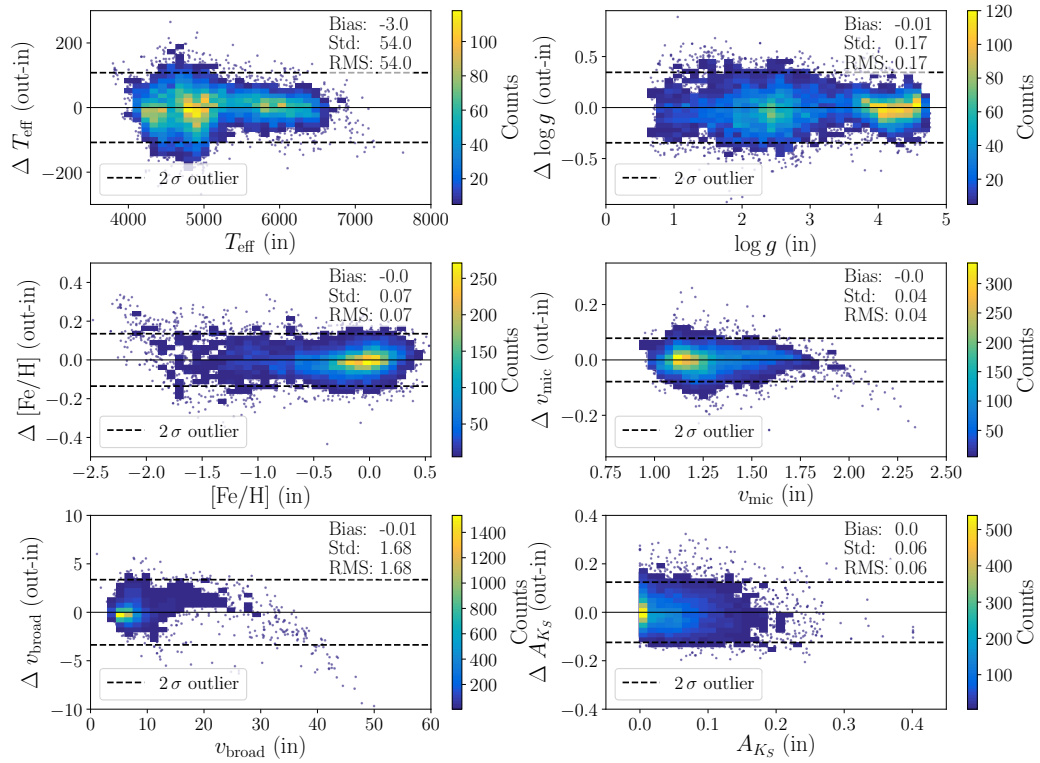 Bias: -3.0
Std: 54.0
RMS: 54.0
200
0
−200
Δ T_eff (out-in)
2σ outlier
4000 5000 6000 7000 8000
T_eff (in)
100
80
60
40
20
Counts
Bias: -0.01
Std: 0.17
RMS: 0.17
0.5
0.0
−0.5
Δ log g (out-in)
2σ outlier
0 1 2 3 4 5
log g (in)
120
100
80
60
40
20
Counts
Bias: -0.0
Std: 0.07
RMS: 0.07
0.4
0.2
0.0
−0.2
−0.4
Δ [Fe/H] (out-in)
2σ outlier
−2.5 −2.0 −1.5 −1.0 −0.5 0.0 0.5
[Fe/H] (in)
250
200
150
100
50
Counts
Bias: -0.0
Std: 0.04
RMS: 0.04
0.2
0.0
−0.2
Δ v_mic (out-in)
2σ outlier
0.75 1.00 1.25 1.50 1.75 2.00 2.25 2.50
v_mic (in)
300
250
200
150
100
50
Counts
Bias: -0.01
Std: 1.68
RMS: 1.68
10
5
0
−5
−10
Δ v_broad (out-in)
2σ outlier
0 10 20 30 40 50 60
v_broad (in)
1400
1200
1000
800
600
400
200
Counts
Bias: 0.0
Std: 0.06
RMS: 0.06
0.4
0.2
0.0
−0.2
−0.4
Δ A_{K_S} (out-in)
2σ outlier
0.0 0.1 0.2 0.3 0.4
A_{K_S} (in)
500
400
300
200
100
Counts